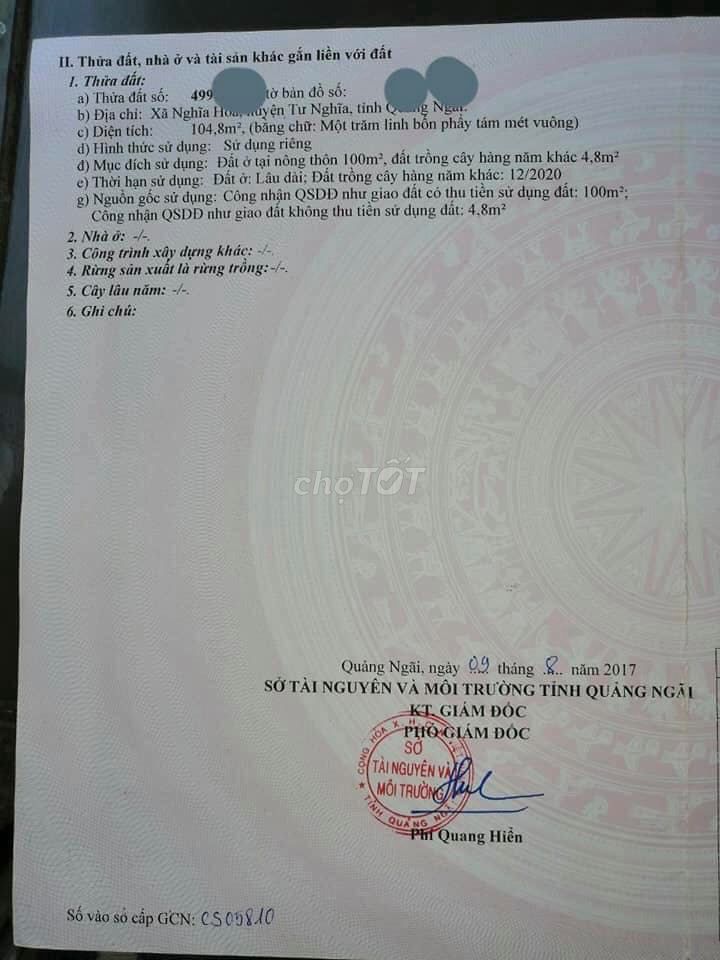 II. Thửa đất, nhà ở và tài sản khác gắn liền với đất
1. Thửa đất:
a) Thửa đất số: 499 tờ bản đồ số:
b) Địa chỉ: Xã Nghĩa Hòa, huyện Tư Nghĩa, tỉnh Quảng Ngãi.
c) Diện tích: 104,8m², (bằng chữ: Một trăm linh bốn phẩy tám mét vuông)
d) Hình thức sử dụng: Sử dụng riêng
đ) Mục đích sử dụng: Đất ở tại nông thôn 100m², đất trồng cây hàng năm khác 4,8m²
e) Thời hạn sử dụng: Đất ở: Lâu dài; Đất trồng cây hàng năm khác: 12/2020
g) Nguồn gốc sử dụng: Công nhận QSDĐ như giao đất có thu tiền sử dụng đất: 100m²;
Công nhận QSDĐ như giao đất không thu tiền sử dụng đất: 4,8m²
2. Nhà ở: -/-.
3. Công trình xây dựng khác: -/-.
4. Rừng sản xuất là rừng trồng:-/-.
5. Cây lâu năm: -/-.
6. Ghi chú:
chợTỐT
Quảng Ngãi, ngày 09 tháng 8 năm 2017
SỞ TÀI NGUYÊN VÀ MÔI TRƯỜNG TỈNH QUẢNG NGÃI
KT. GIÁM ĐỐC
PHÓ GIÁM ĐỐC
CỘNG HÒA X. H.
SỞ
TÀI NGUYÊN VÀ
MÔI TRƯỜNG
TỈNH QUẢNG NGÃI
Phí Quang Hiển
Số vào sổ cấp GCN: CS05810